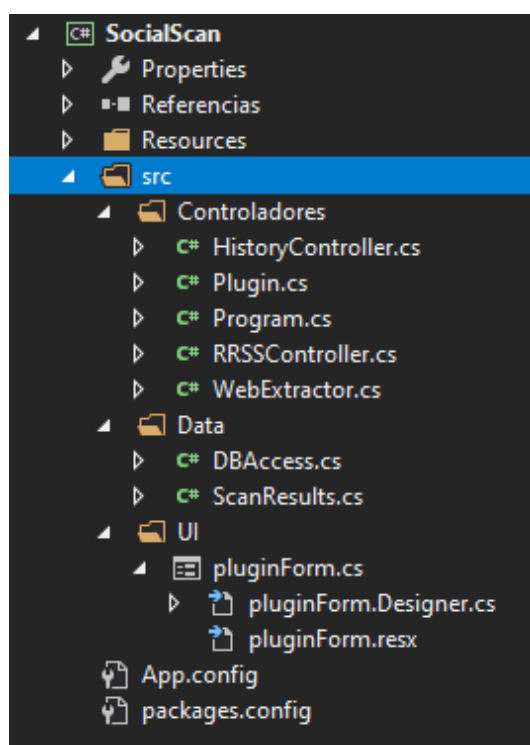 C# SocialScan
Properties
Referencias
Resources
src
Controladores
C# HistoryController.cs
C# Plugin.cs
C# Program.cs
C# RRSSController.cs
C# WebExtractor.cs
Data
C# DBAccess.cs
C# ScanResults.cs
UI
pluginForm.cs
pluginForm.Designer.cs
pluginForm.resx
App.config
packages.config